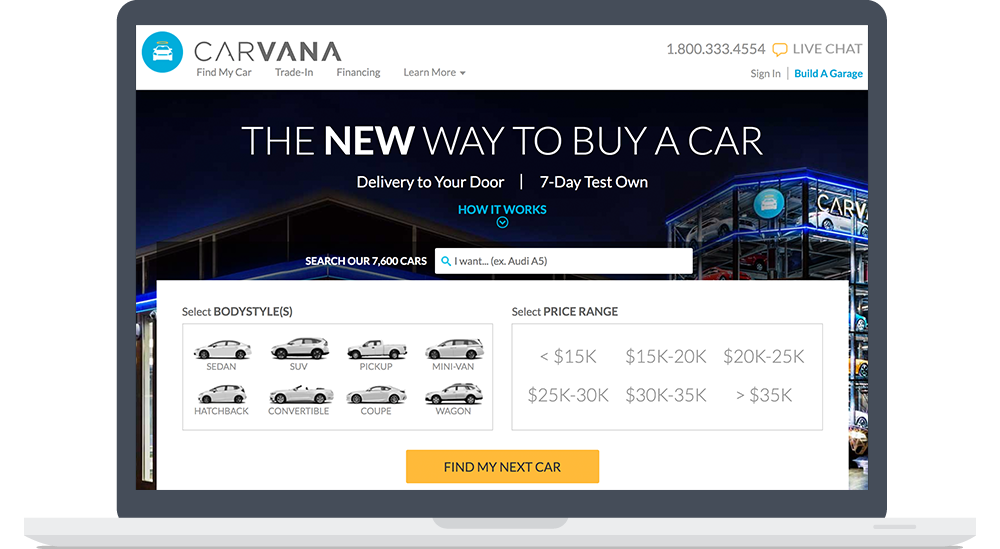 CARVANA
1.800.333.4554 LIVE CHAT
Find My Car Trade-In Financing Learn More
Sign In | Build A Garage
THE NEW WAY TO BUY A CAR
Delivery to Your Door | 7-Day Test Own
HOW IT WORKS
CARV
SEARCH OUR 7,600 CARS I want... (ex. Audi A5)
Select BODYSTYLE(S)
SEDAN SUV PICKUP MINI-VAN
HATCHBACK CONVERTIBLE COUPE WAGON
Select PRICE RANGE
< $15K $15K-20K $20K-25K
$25K-30K $30K-35K > $35K
FIND MY NEXT CAR